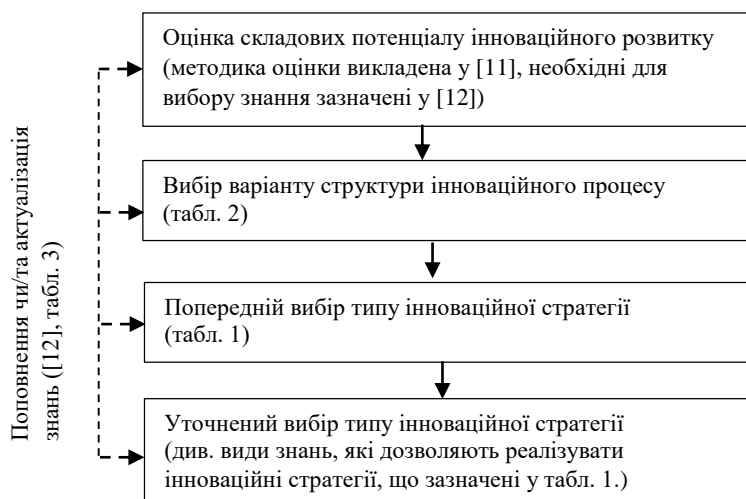 Оцінка складових потенціалу інноваційного розвитку
(методика оцінки викладена у [11], необхідні для
вибору знання зазначені у [12])
Вибір варіанту структури інноваційного процесу
(табл. 2)
Попередній вибір типу інноваційної стратегії
(табл. 1)
Уточнений вибір типу інноваційної стратегії
(див. види знань, які дозволяють реалізувати
інноваційні стратегії, що зазначені у табл. 1.)
Поповнення чи/та актуалізація
знань ([12], табл. 3)